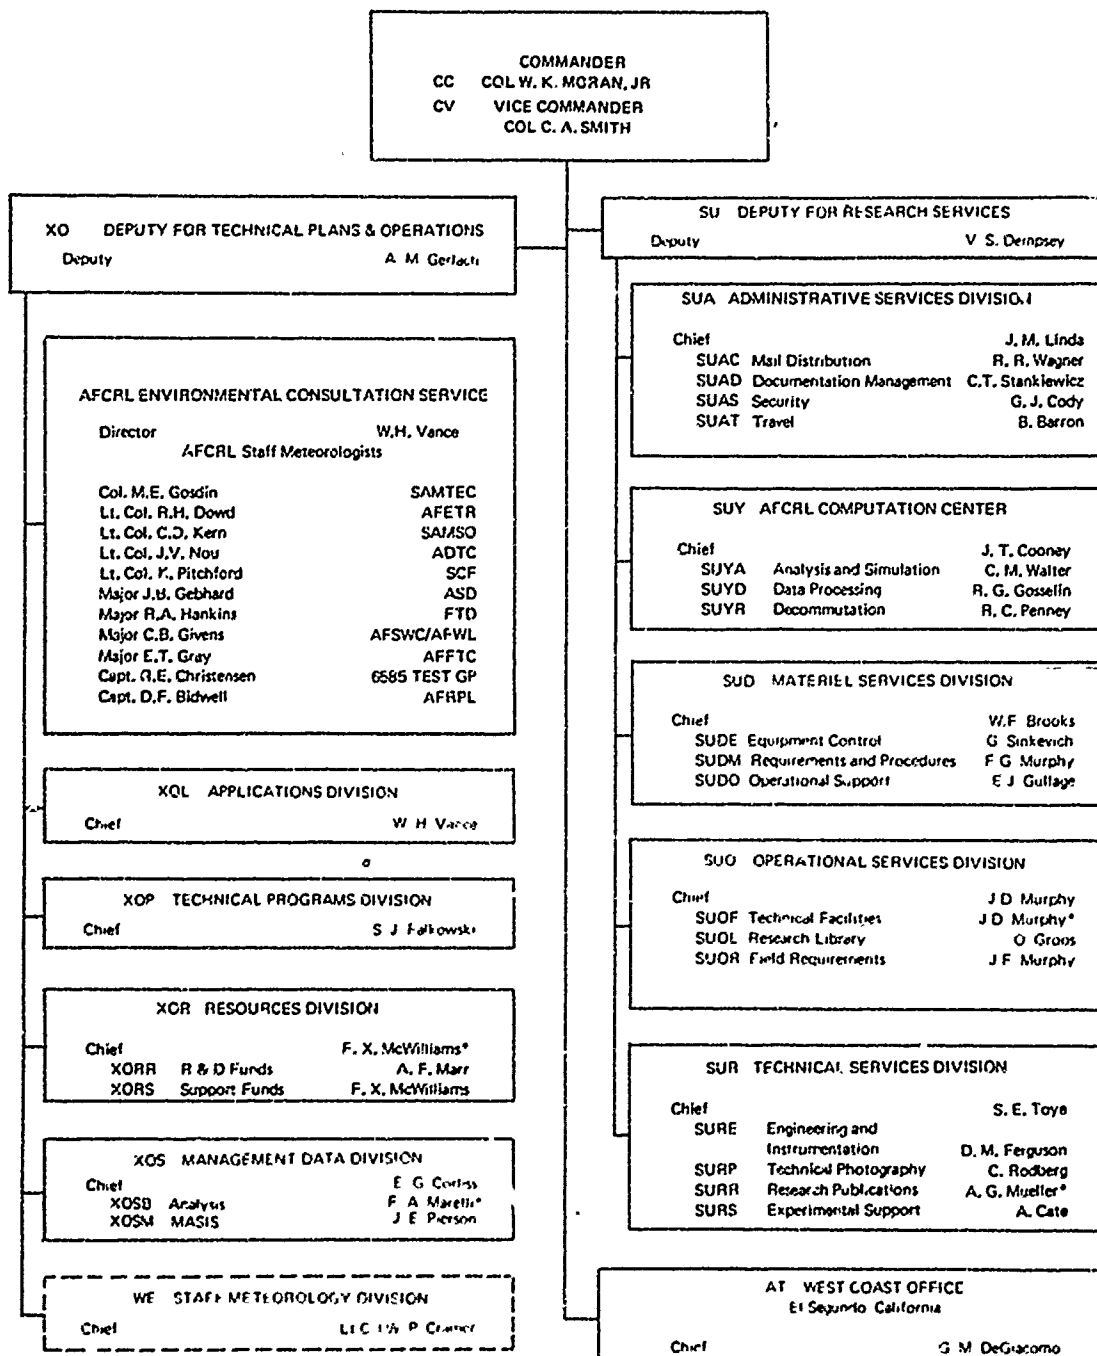 COMMANDER
CC COL W. K. MORAN, JR
CV VICE COMMANDER
COL C. A. SMITH
XO DEPUTY FOR TECHNICAL PLANS & OPERATIONS
Deputy A M Gerlach
AFCRL ENVIRONMENTAL CONSULTATION SERVICE
Director W.H. Vance
AFCRL Staff Meteorologists
Col. M.E. Gosdin SAMTEC
Lt. Col. R.H. Dowd AFETR
Lt. Col. C.D. Kern SAMSO
Lt. Col. J.V. Nou ADTC
Lt. Col. K. Pitchford SCF
Major J.B. Gebhard ASD
Major R.A. Hankins FTD
Major C.B. Givens AFSWC/AFWL
Major E.T. Gray AFFTC
Capt. R.E. Christensen 6585 TEST GP
Capt. D.F. Bidwell AFRPL
XOL APPLICATIONS DIVISION
Chief W H Vance
XOP TECHNICAL PROGRAMS DIVISION
Chief S J Falkowski
XOR RESOURCES DIVISION
Chief F. X. McWilliams*
XORR R & D Funds A. F. Marr
XORS Support Funds F. X. McWilliams
XOS MANAGEMENT DATA DIVISION
Chief E G
XOSB Analysis F A Marelli*
XOSM MASIS J E Pierson
WE STAFF METEOROLOGY DIVISION
Chief P Cramer
SU DEPUTY FOR RESEARCH SERVICES
Deputy V S. Dempsey
SUA ADMINISTRATIVE SERVICES DIVISION
Chief J. M. Linda
SUAC Mail Distribution R. R. Wagner
SUAD Documentation Management C.T. Stankiewicz
SUAS Security G. J. Cody
SUAT Travel B. Barron
SUY AFCRL COMPUTATION CENTER
Chief J. T. Cooney
SUYA Analysis and Simulation C. M. Walter
SUYD Data Processing R. G. Gosselin
SUYR Decommutation R. C. Penney
SUD MATERIEL SERVICES DIVISION
Chief W.F Brooks
SUDE Equipment Control G Sinkevich
SUDM Requirements and Procedures F G Murphy
SUDO Operational Support E J Gullage
SUO OPERATIONAL SERVICES DIVISION
Chief J D Murphy
SUOF Technical Facilities J D Murphy*
SUOL Research Library O Groos
SUOR Field Requirements J F Murphy
SUR TECHNICAL SERVICES DIVISION
Chief S. E. Toye
SURE Engineering and
Instrumentation D. M. Ferguson
SURP Technical Photography C. Rodberg
SURR Research Publications A. G. Mueller*
SURS Experimental Support A. Cate
AT WEST COAST OFFICE
El Segundo California
Chief G M DeGiacomo